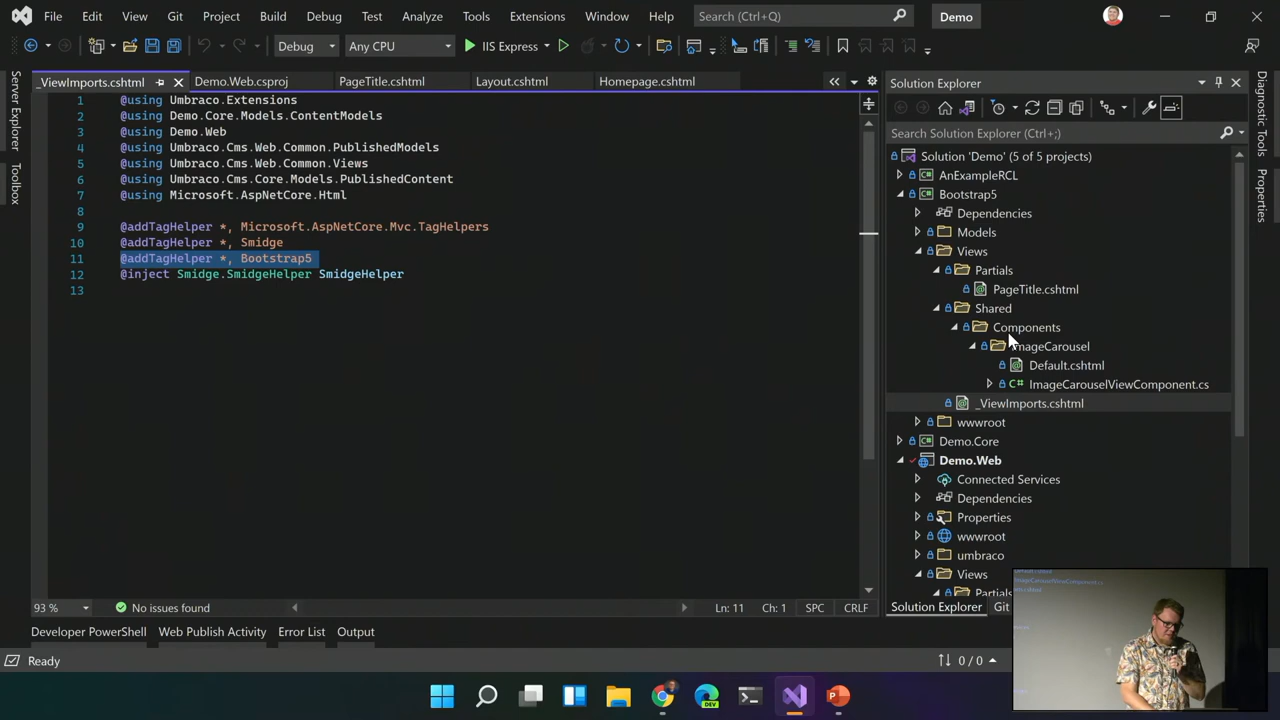 File Edit View Git Project Build Debug Test Analyze Tools Extensions Window Help Search (Ctrl+Q) Demo
Debug Any CPU IIS Express
Server Explorer
Toolbox
_ViewImports.cshtml Demo.Web.csproj PageTitle.cshtml Layout.cshtml Homepage.cshtml
1 @using Umbraco.Extensions
2 @using Demo.Core.Models.ContentModels
3 @using Demo.Web
4 @using Umbraco.Cms.Web.Common.PublishedModels
5 @using Umbraco.Cms.Web.Common.Views
6 @using Umbraco.Cms.Core.Models.PublishedContent
7 @using Microsoft.AspNetCore.Html
8
9 @addTagHelper *, Microsoft.AspNetCore.Mvc.TagHelpers
10 @addTagHelper *, Smidge
11 @addTagHelper *, Bootstrap5
12 @inject Smidge.SmidgeHelper SmidgeHelper
13
93 % No issues found Ln: 11 Ch: 1 SPC CRLF
Developer PowerShell Web Publish Activity Error List Output
Ready 0 / 0
Solution Explorer
Search Solution Explorer (Ctrl+;)
Solution 'Demo' (5 of 5 projects)
AnExampleRCL
Bootstrap5
Dependencies
Models
Views
Partials
PageTitle.cshtml
Shared
Components
ImageCarousel
Default.cshtml
C# ImageCarouselViewComponent.cs
_ViewImports.cshtml
wwwroot
Demo.Core
Demo.Web
Connected Services
Dependencies
Properties
wwwroot
umbraco
Views
Partials
Solution Explorer Git
Diagnostic Tools
Properties
DEV